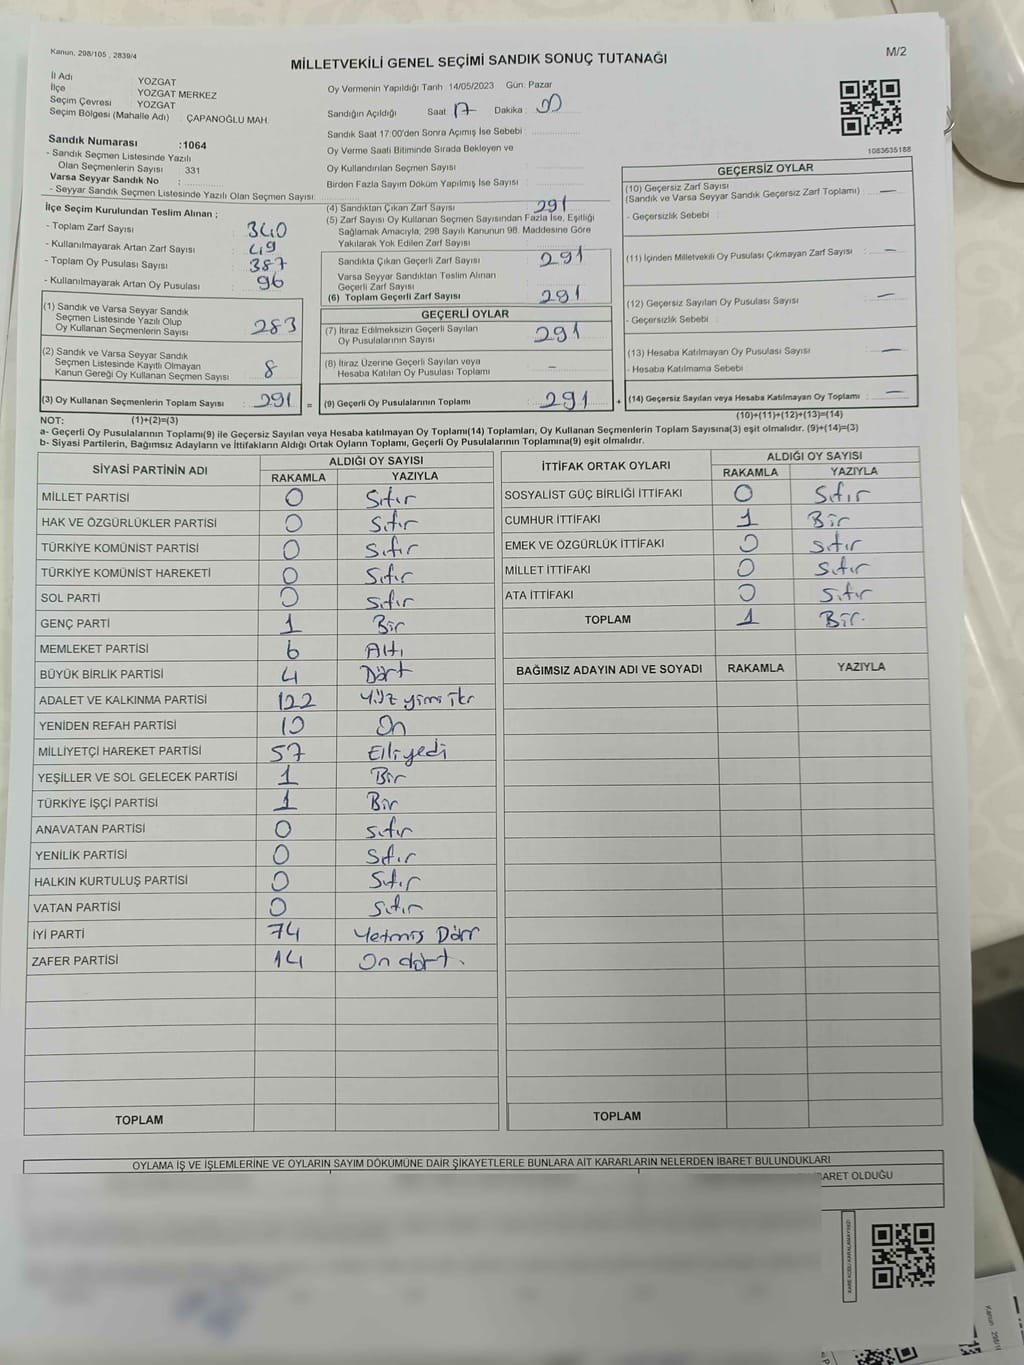 Kanun, 298/105 , 2839/4
M/2
MİLLETVEKİLİ GENEL SEÇİMİ SANDIK SONUÇ TUTANAĞI
İl Adı YOZGAT
İlçe YOZGAT MERKEZ
Seçim Çevresi YOZGAT
Seçim Bölgesi (Mahalle Adı) : ÇAPANOĞLU MAH.
Sandık Numarası :1064
- Sandık Seçmen Listesinde Yazılı
Olan Seçmenlerin Sayısı : 331
Varsa Seyyar Sandık No :
- Seyyar Sandık Seçmen Listesinde Yazılı Olan Seçmen Sayısı:
Oy Vermenin Yapıldığı Tarih 14/05/2023 Gün: Pazar
Sandığın Açıldığı Saat 17 Dakika : 00
Sandık Saat 17:00'den Sonra Açımış İse Sebebi :
Oy Verme Saati Bitiminde Sırada Bekleyen ve
Oy Kullandırılan Seçmen Sayısı :
Birden Fazla Sayım Döküm Yapılmış İse Sayısı :
1083635188
İlçe Seçim Kurulundan Teslim Alınan ;
- Toplam Zarf Sayısı : 340
- Kullanılmayarak Artan Zarf Sayısı : 49
- Toplam Oy Pusulası Sayısı : 387
- Kullanılmayarak Artan Oy Pusulası : 96
(1) Sandık ve Varsa Seyyar Sandık
Seçmen Listesinde Yazılı Olup
Oy Kullanan Seçmenlerin Sayısı : 283
(2) Sandık ve Varsa Seyyar Sandık
Seçmen Listesinde Kayıtlı Olmayan
Kanun Gereği Oy Kullanan Seçmen Sayısı : 8
(3) Oy Kullanan Seçmenlerin Toplam Sayısı : 291 =
(4) Sandıktan Çıkan Zarf Sayısı : 291
(5) Zarf Sayısı Oy Kullanan Seçmen Sayısından Fazla İse, Eşitliği
Sağlamak Amacıyla, 298 Sayılı Kanunun 98. Maddesine Göre
Yakılarak Yok Edilen Zarf Sayısı :
Sandıkta Çıkan Geçerli Zarf Sayısı : 291
Varsa Seyyar Sandıktan Teslim Alınan
Geçerli Zarf Sayısı :
(6) Toplam Geçerli Zarf Sayısı : 291
GEÇERLİ OYLAR
(7) İtiraz Edilmeksizin Geçerli Sayılan
Oy Pusulalarının Sayısı : 291
(8) İtiraz Üzerine Geçerli Sayılan veya
Hesaba Katılan Oy Pusulası Toplamı : -
(9) Geçerli Oy Pusulalarının Toplamı : 291 +
GEÇERSİZ OYLAR
(10) Geçersiz Zarf Sayısı
(Sandık ve Varsa Seyyar Sandık Geçersiz Zarf Toplamı) : —
- Geçersizlik Sebebi :
(11) İçinden Milletvekili Oy Pusulası Çıkmayan Zarf Sayısı : —
(12) Geçersiz Sayılan Oy Pusulası Sayısı : —
- Geçersizlik Sebebi :
(13) Hesaba Katılmayan Oy Pusulası Sayısı : —
- Hesaba Katılmama Sebebi :
(14) Geçersiz Sayılan veya Hesaba Katılmayan Oy Toplamı : —
NOT: (1)+(2)=(3) (10)+(11)+(12)+(13)=(14)
a- Geçerli Oy Pusulalarının Toplamı(9) ile Geçersiz Sayılan veya Hesaba katılmayan Oy Toplamı(14) Toplamları, Oy Kullanan Seçmenlerin Toplam Sayısına(3) eşit olmalıdır. (9)+(14)=(3)
b- Siyasi Partilerin, Bağımsız Adayların ve İttifakların Aldığı Ortak Oyların Toplamı, Geçerli Oy Pusulalarının Toplamına(9) eşit olmalıdır.
SİYASİ PARTİNİN ADI ALDIĞI OY SAYISI
RAKAMLA YAZIYLA
MİLLET PARTİSİ 0 Sıfır
HAK VE ÖZGÜRLÜKLER PARTİSİ 0 Sıfır
TÜRKİYE KOMÜNİST PARTİSİ 0 Sıfır
TÜRKİYE KOMÜNİST HAREKETİ 0 Sıfır
SOL PARTİ 0 Sıfır
GENÇ PARTİ 1 Bir
MEMLEKET PARTİSİ 6 Altı
BÜYÜK BİRLİK PARTİSİ 4 Dört
ADALET VE KALKINMA PARTİSİ 122 Yüz yimi iki
YENİDEN REFAH PARTİSİ 10 On
MİLLİYETÇİ HAREKET PARTİSİ 57 Elliyedi
YEŞİLLER VE SOL GELECEK PARTİSİ 1 Bir
TÜRKİYE İŞÇİ PARTİSİ 1 Bir
ANAVATAN PARTİSİ 0 sıfır
YENİLİK PARTİSİ 0 Sıfır
HALKIN KURTULUŞ PARTİSİ 0 Sıfır
VATAN PARTİSİ 0 Sıfır
İYİ PARTİ 74 Yetmiş Dört
ZAFER PARTİSİ 14 On dört.
TOPLAM
İTTİFAK ORTAK OYLARI ALDIĞI OY SAYISI
RAKAMLA YAZIYLA
SOSYALİST GÜÇ BİRLİĞİ İTTİFAKI 0 Sıfır
CUMHUR İTTİFAKI 1 Bir
EMEK VE ÖZGÜRLÜK İTTİFAKI 0 Sıfır
MİLLET İTTİFAKI 0 Sıfır
ATA İTTİFAKI 0 Sıfır
TOPLAM 1 Bir.
BAĞIMSIZ ADAYIN ADI VE SOYADI RAKAMLA YAZIYLA
TOPLAM
OYLAMA İŞ VE İŞLEMLERİNE VE OYLARIN SAYIM DÖKÜMÜNE DAİR ŞİKAYETLERLE BUNLARA AİT KARARLARIN NELERDEN İBARET BULUNDUKLARI
BARET OLDUĞU
KARE KODU KARALAMAYINIZ!